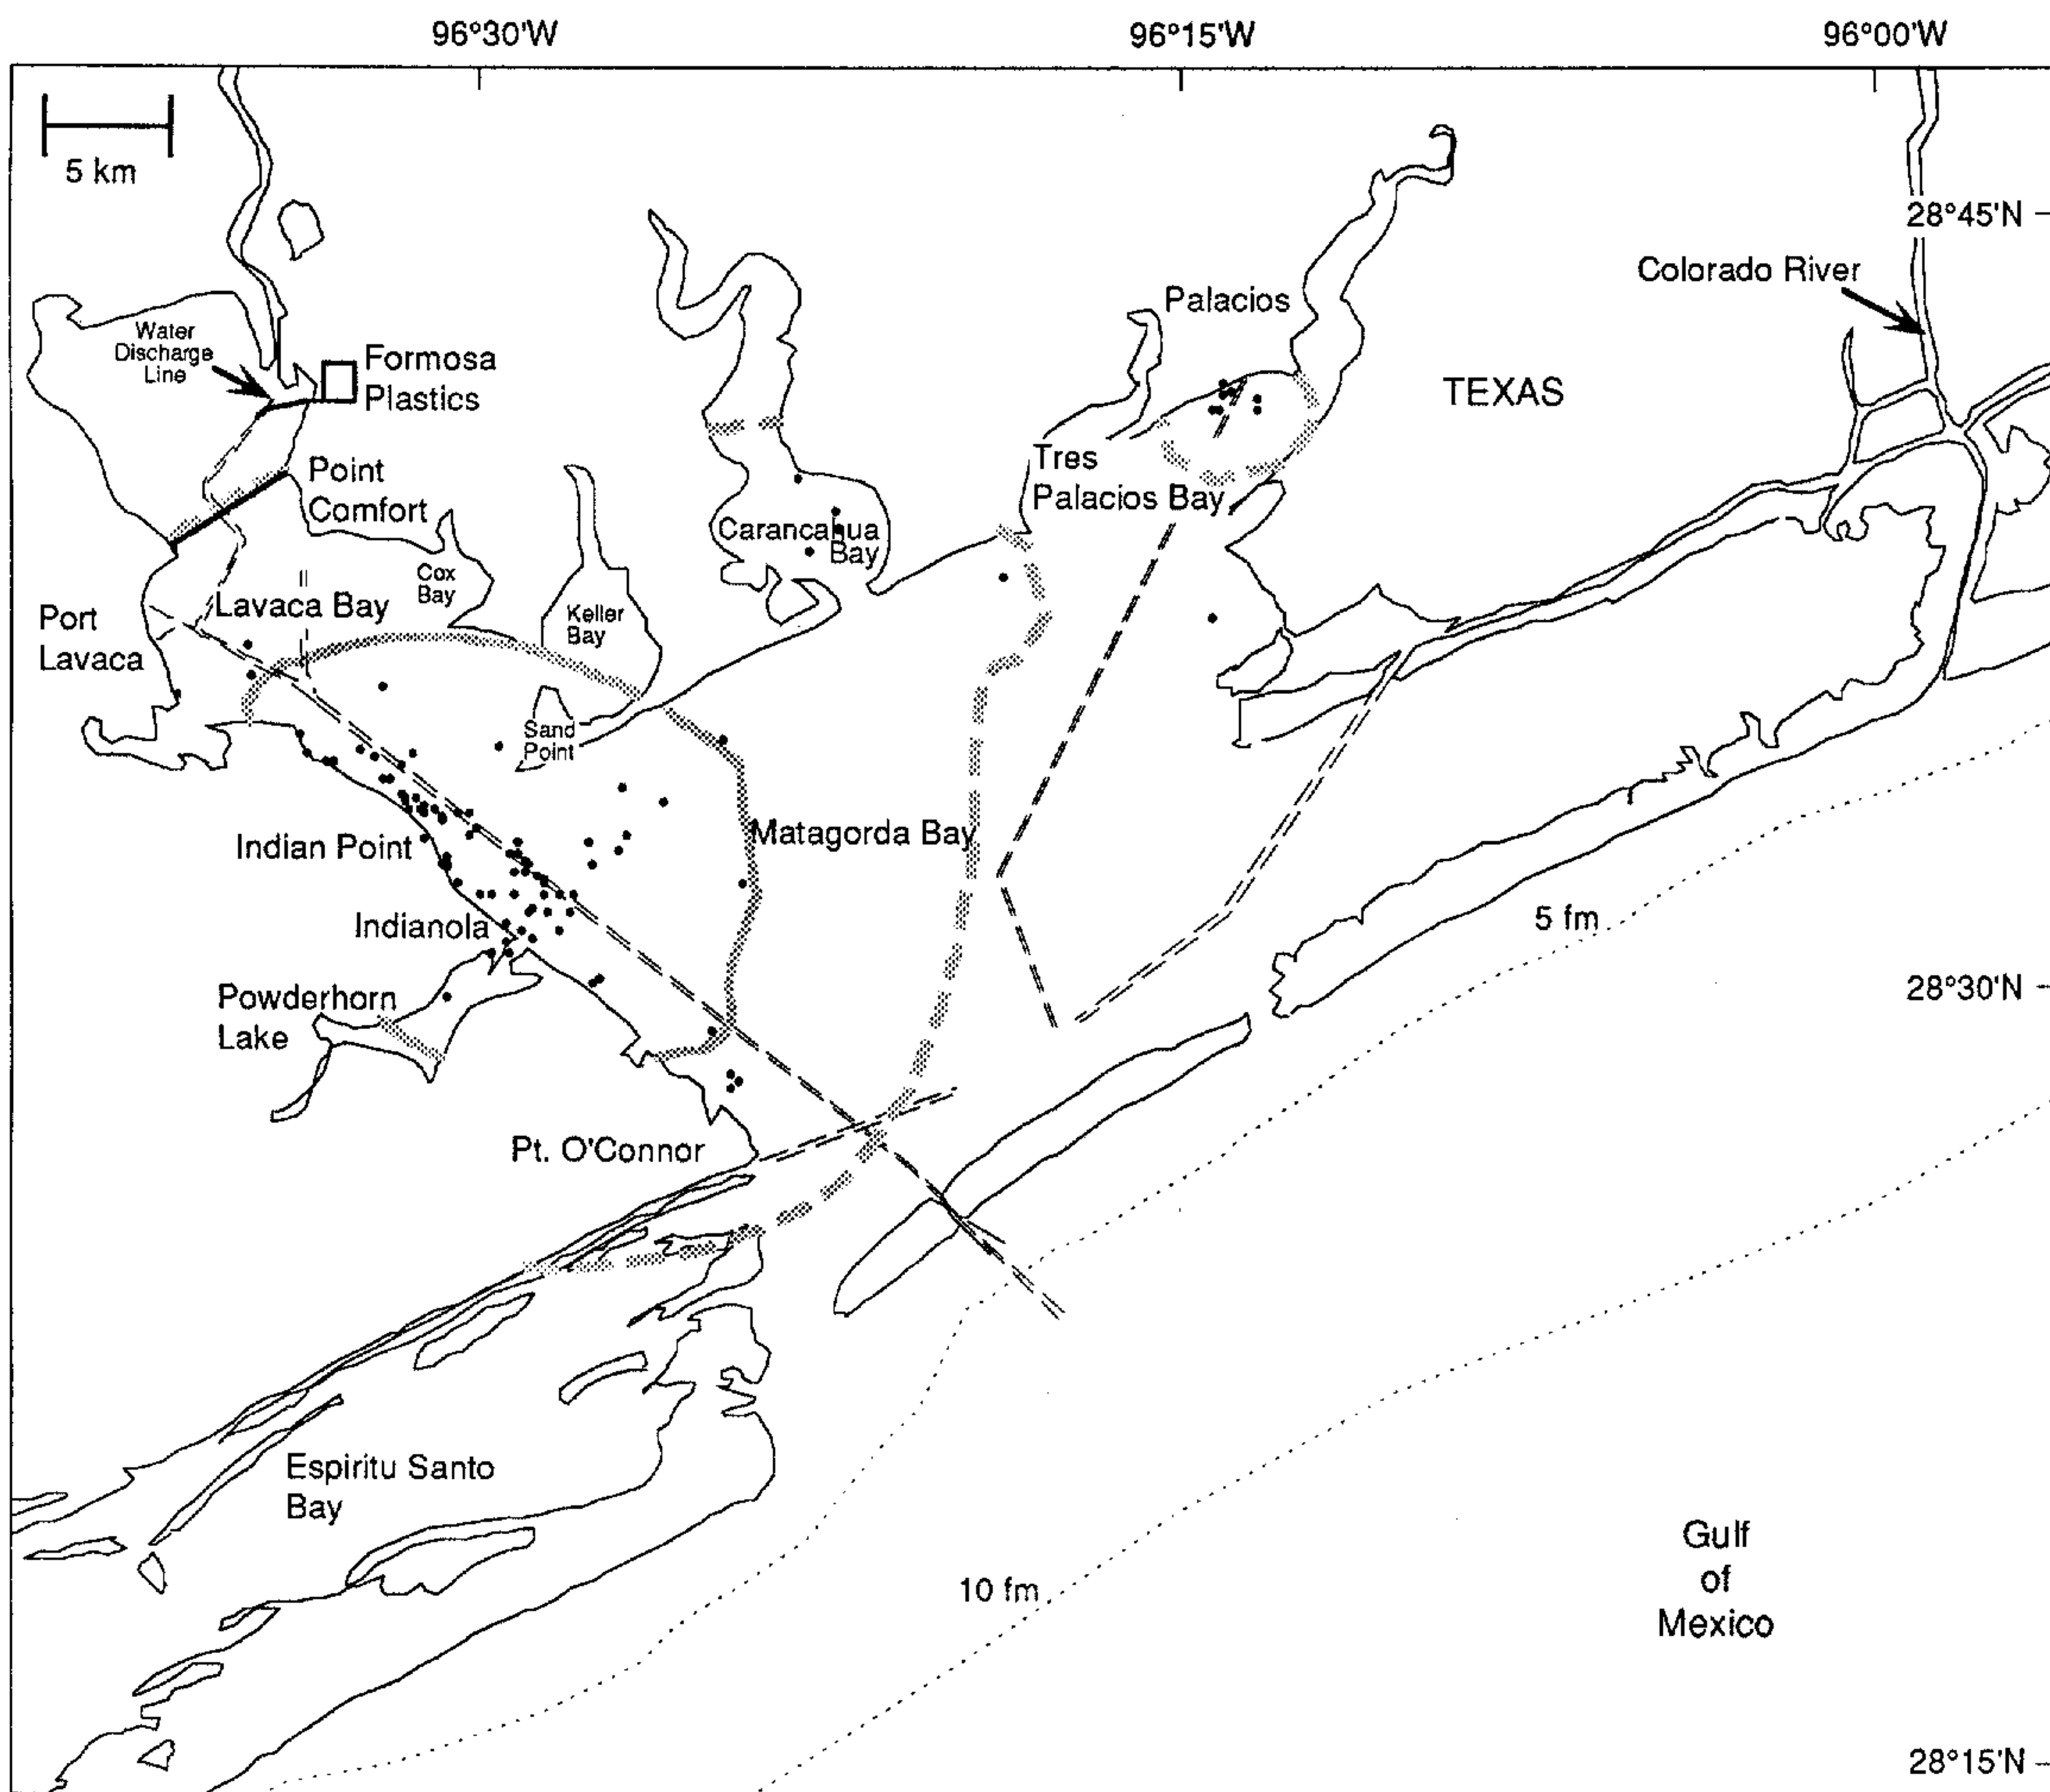 96°30'W
96°15'W
96°00'W
5 km
28°45'N
Colorado River
Palacios
Water
Discharge
Line
Formosa
Plastics
TEXAS
Point
Comfort
Tres
Palacios Bay
Carancahua
Bay
Cox
Bay
Keller
Bay
Lavaca Bay
Port
Lavaca
Sand
Point
Indian Point
Matagorda Bay
5 fm
Indianola
28°30'N
Powderhorn
Lake
Pt. O'Connor
Espiritu Santo
Bay
10 fm
Gulf
of
Mexico
28°15'N